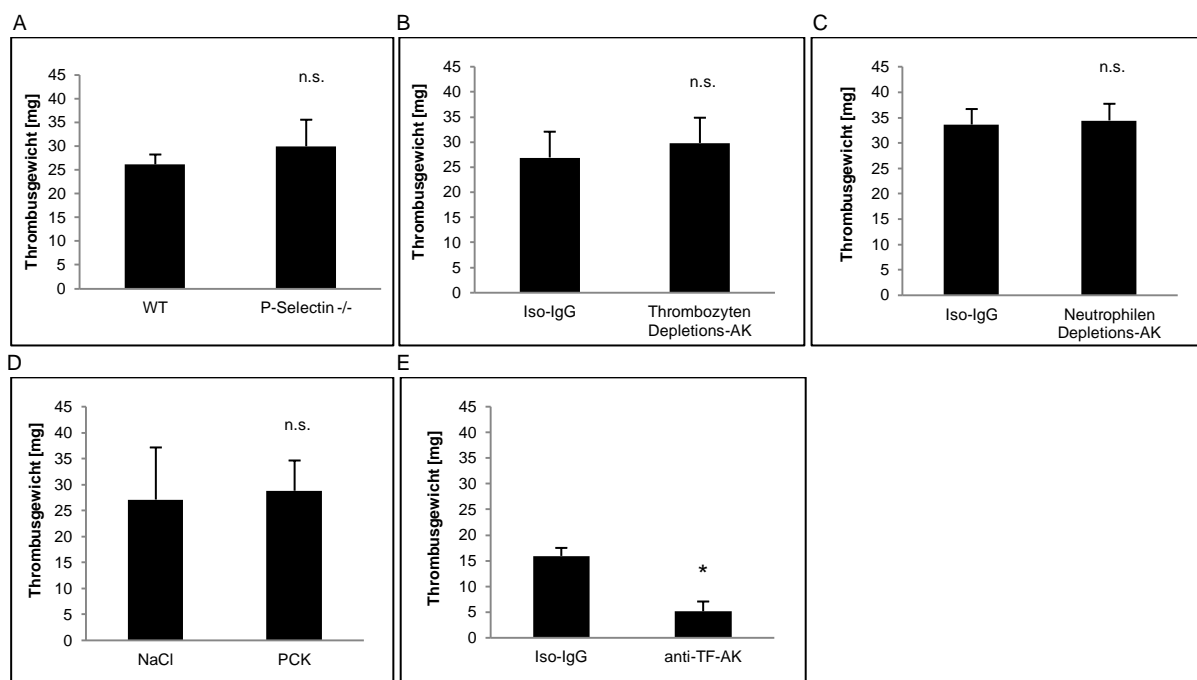 A
Thrombusgewicht [mg]
45
40
35
30
25
20
15
10
5
0
n.s.
WT
P-Selectin -/-
B
Thrombusgewicht [mg]
45
40
35
30
25
20
15
10
5
0
n.s.
Iso-IgG
Thrombozyten
Depletions-AK
C
Thrombusgewicht [mg]
45
40
35
30
25
20
15
10
5
0
n.s.
Iso-IgG
Neutrophilen
Depletions-AK
D
Thrombusgewicht [mg]
45
40
35
30
25
20
15
10
5
0
n.s.
NaCl
PCK
E
Thrombusgewicht [mg]
45
40
35
30
25
20
15
10
5
0
*
Iso-IgG
anti-TF-AK